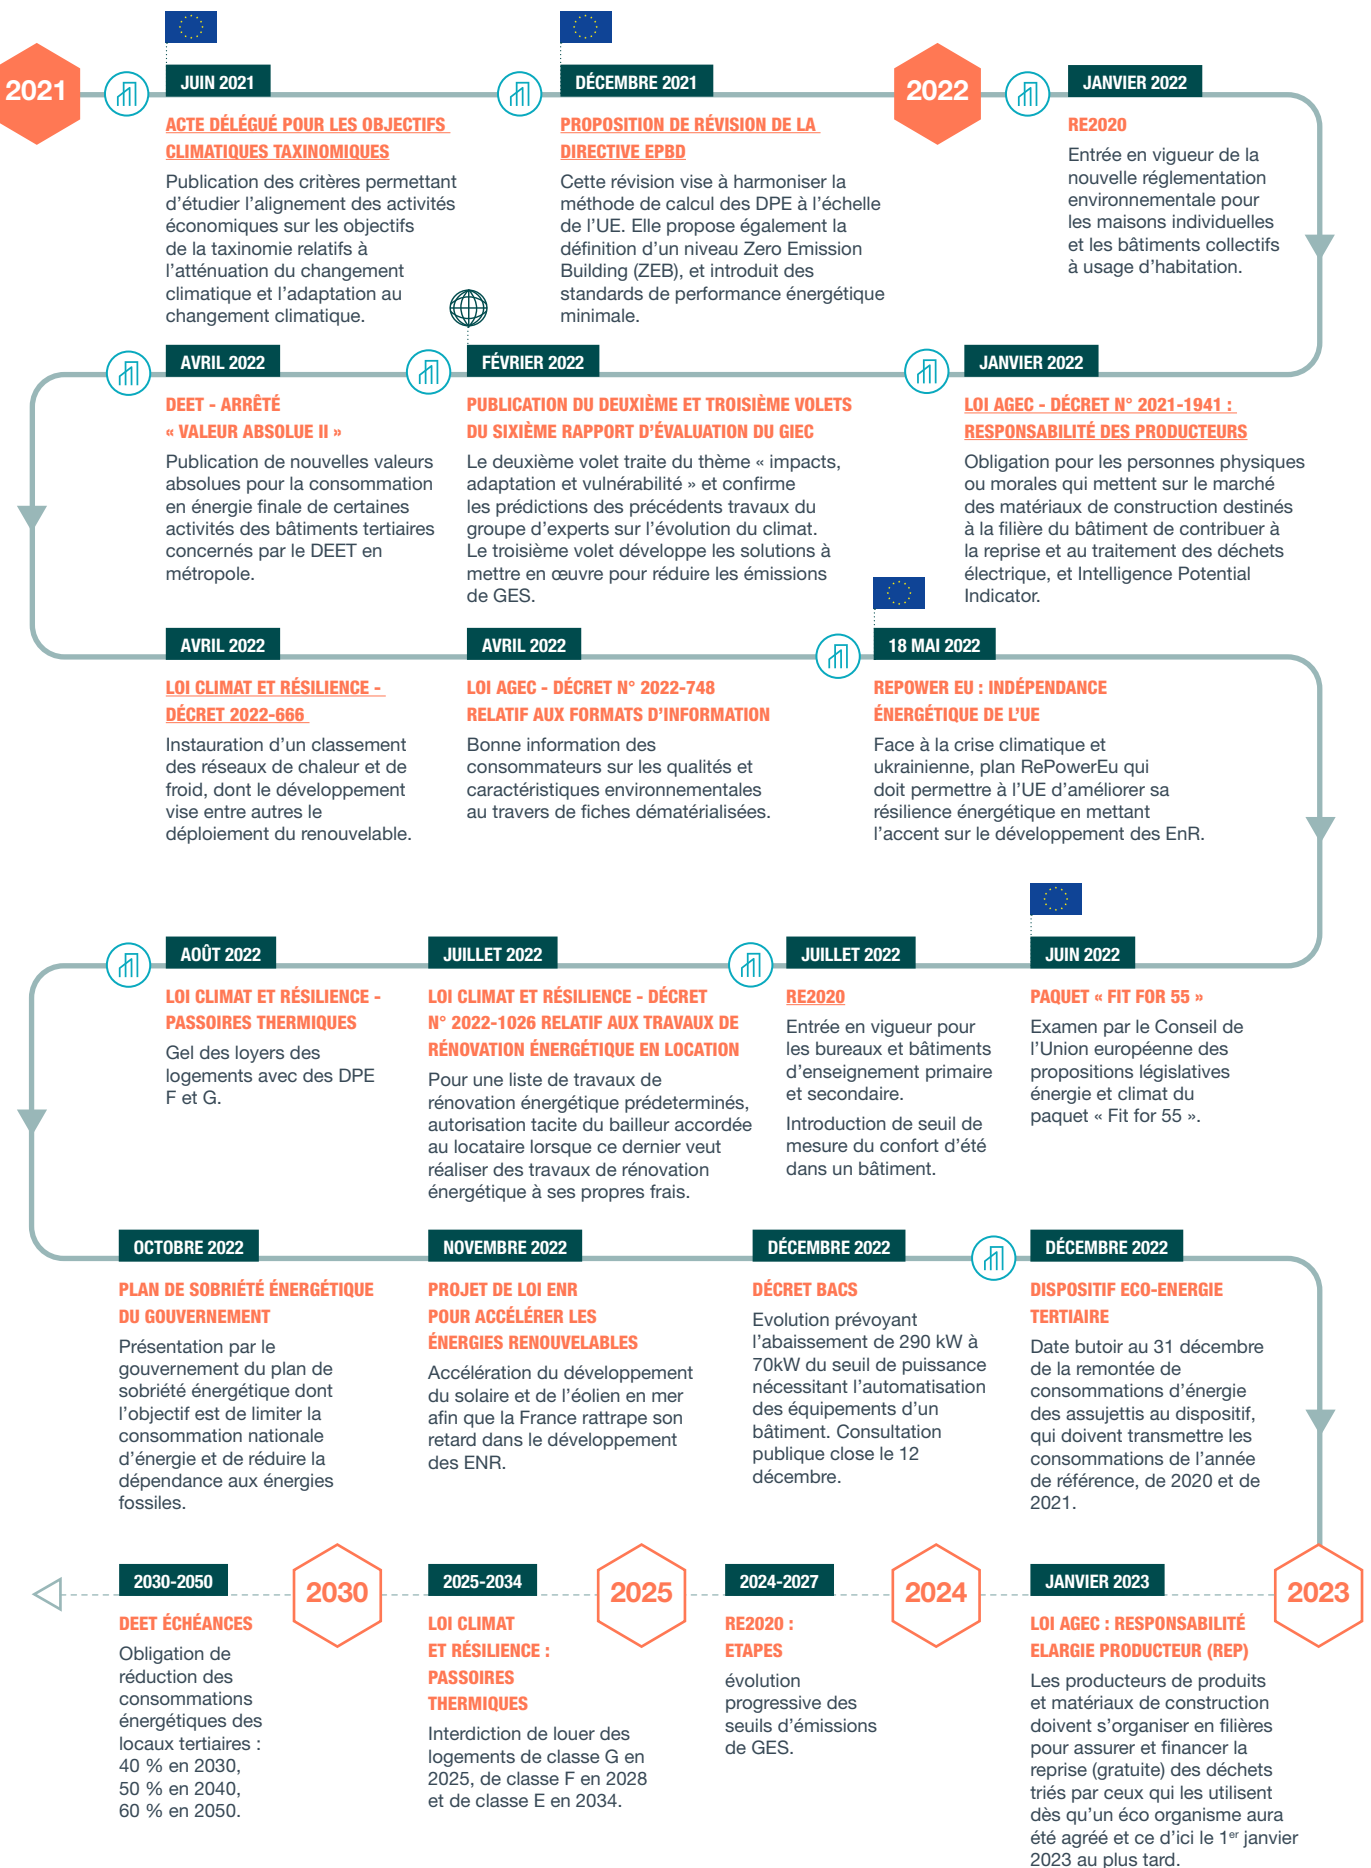 2021
JUIN 2021
ACTE DÉLÉGUÉ POUR LES OBJECTIFS
CLIMATIQUES TAXINOMIQUES
Publication des critères permettant
d’étudier l’alignement des activités
économiques sur les objectifs
de la taxinomie relatifs à
l’atténuation du changement
climatique et l’adaptation au
changement climatique.
DÉCEMBRE 2021
PROPOSITION DE RÉVISION DE LA
DIRECTIVE EPBD
Cette révision vise à harmoniser la
méthode de calcul des DPE à l’échelle
de l’UE. Elle propose également la
définition d’un niveau Zero Emission
Building (ZEB), et introduit des
standards de performance énergétique
minimale.
2022
JANVIER 2022
RE2020
Entrée en vigueur de la
nouvelle réglementation
environnementale pour
les maisons individuelles
et les bâtiments collectifs
à usage d’habitation.
JANVIER 2022
LOI AGEC - DÉCRET N° 2021-1941 :
RESPONSABILITÉ DES PRODUCTEURS
Obligation pour les personnes physiques
ou morales qui mettent sur le marché
des matériaux de construction destinés
à la filière du bâtiment de contribuer à
la reprise et au traitement des déchets
électrique, et Intelligence Potential
Indicator.
FÉVRIER 2022
PUBLICATION DU DEUXIÈME ET TROISIÈME VOLETS
DU SIXIÈME RAPPORT D’ÉVALUATION DU GIEC
Le deuxième volet traite du thème « impacts,
adaptation et vulnérabilité » et confirme
les prédictions des précédents travaux du
groupe d’experts sur l’évolution du climat.
Le troisième volet développe les solutions à
mettre en œuvre pour réduire les émissions
de GES.
AVRIL 2022
DEET - ARRÊTÉ
« VALEUR ABSOLUE II »
Publication de nouvelles valeurs
absolues pour la consommation
en énergie finale de certaines
activités des bâtiments tertiaires
concernés par le DEET en
métropole.
AVRIL 2022
LOI CLIMAT ET RÉSILIENCE -
DÉCRET 2022-666
Instauration d’un classement
des réseaux de chaleur et de
froid, dont le développement
vise entre autres le
déploiement du renouvelable.
AVRIL 2022
LOI AGEC - DÉCRET N° 2022-748
RELATIF AUX FORMATS D’INFORMATION
Bonne information des
consommateurs sur les qualités et
caractéristiques environnementales
au travers de fiches dématérialisées.
18 MAI 2022
REPOWER EU : INDÉPENDANCE
ÉNERGÉTIQUE DE L’UE
Face à la crise climatique et
ukrainienne, plan RePowerEu qui
doit permettre à l’UE d’améliorer sa
résilience énergétique en mettant
l’accent sur le développement des EnR.
JUIN 2022
PAQUET « FIT FOR 55 »
Examen par le Conseil de
l’Union européenne des
propositions législatives
énergie et climat du
paquet « Fit for 55 ».
JUILLET 2022
RE2020
Entrée en vigueur pour
les bureaux et bâtiments
d’enseignement primaire
et secondaire.
Introduction de seuil de
mesure du confort d’été
dans un bâtiment.
JUILLET 2022
LOI CLIMAT ET RÉSILIENCE - DÉCRET
N° 2022-1026 RELATIF AUX TRAVAUX DE
RÉNOVATION ÉNERGÉTIQUE EN LOCATION
Pour une liste de travaux de
rénovation énergétique prédeterminés,
autorisation tacite du bailleur accordée
au locataire lorsque ce dernier veut
réaliser des travaux de rénovation
énergétique à ses propres frais.
AOÛT 2022
LOI CLIMAT ET RÉSILIENCE -
PASSOIRES THERMIQUES
Gel des loyers des
logements avec des DPE
F et G.
OCTOBRE 2022
PLAN DE SOBRIÉTÉ ÉNERGÉTIQUE
DU GOUVERNEMENT
Présentation par le
gouvernement du plan de
sobriété énergétique dont
l’objectif est de limiter la
consommation nationale
d’énergie et de réduire la
dépendance aux énergies
fossiles.
NOVEMBRE 2022
PROJET DE LOI ENR
POUR ACCÉLÉRER LES
ÉNERGIES RENOUVELABLES
Accélération du développement
du solaire et de l’éolien en mer
afin que la France rattrape son
retard dans le développement
des ENR.
DÉCEMBRE 2022
DÉCRET BACS
Evolution prévoyant
l’abaissement de 290 kW à
70kW du seuil de puissance
nécessitant l’automatisation
des équipements d’un
bâtiment. Consultation
publique close le 12
décembre.
DÉCEMBRE 2022
DISPOSITIF ECO-ENERGIE
TERTIAIRE
Date butoir au 31 décembre
de la remontée de
consommations d’énergie
des assujettis au dispositif,
qui doivent transmettre les
consommations de l’année
de référence, de 2020 et de
2021.
2023
JANVIER 2023
LOI AGEC : RESPONSABILITÉ
ELARGIE PRODUCTEUR (REP)
Les producteurs de produits
et matériaux de construction
doivent s’organiser en filières
pour assurer et financer la
reprise (gratuite) des déchets
triés par ceux qui les utilisent
dès qu’un éco organisme aura
été agréé et ce d’ici le 1er janvier
2023 au plus tard.
2024
2024-2027
RE2020 :
ETAPES
évolution
progressive des
seuils d’émissions
de GES.
2025
2025-2034
LOI CLIMAT
ET RÉSILIENCE :
PASSOIRES
THERMIQUES
Interdiction de louer des
logements de classe G en
2025, de classe F en 2028
et de classe E en 2034.
2030
2030-2050
DEET ÉCHÉANCES
Obligation de
réduction des
consommations
énergétiques des
locaux tertiaires :
40 % en 2030,
50 % en 2040,
60 % en 2050.